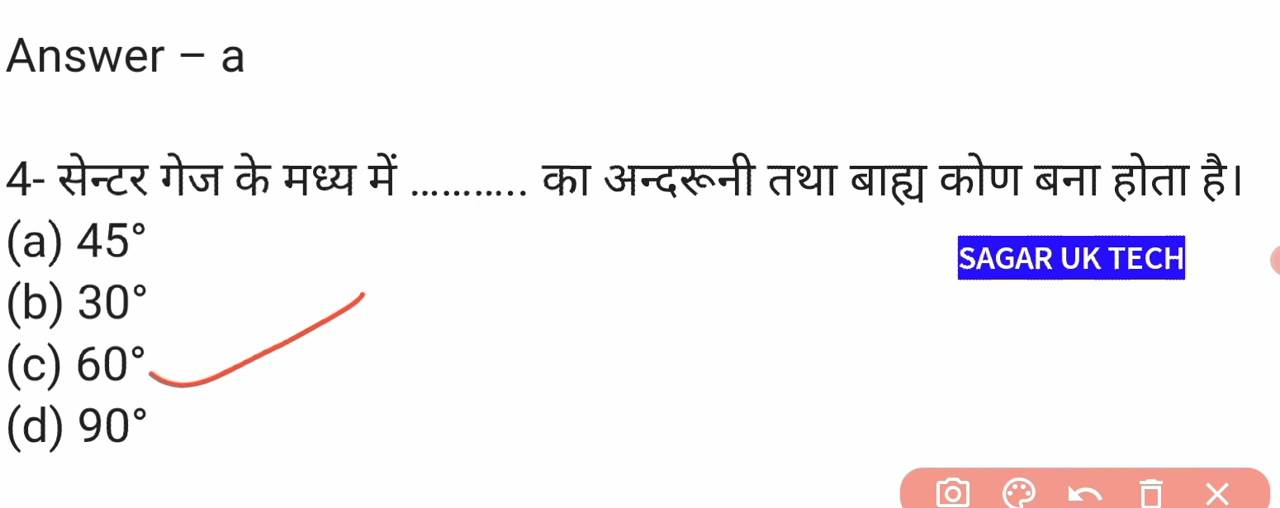 Answer – a
4- सेन्टर गेज के मध्य में ........... का अन्दरूनी तथा बाह्य कोण बना होता है।
(a) 45°
SAGAR UK TECH
(b) 30°
(c) 60°
(d) 90°